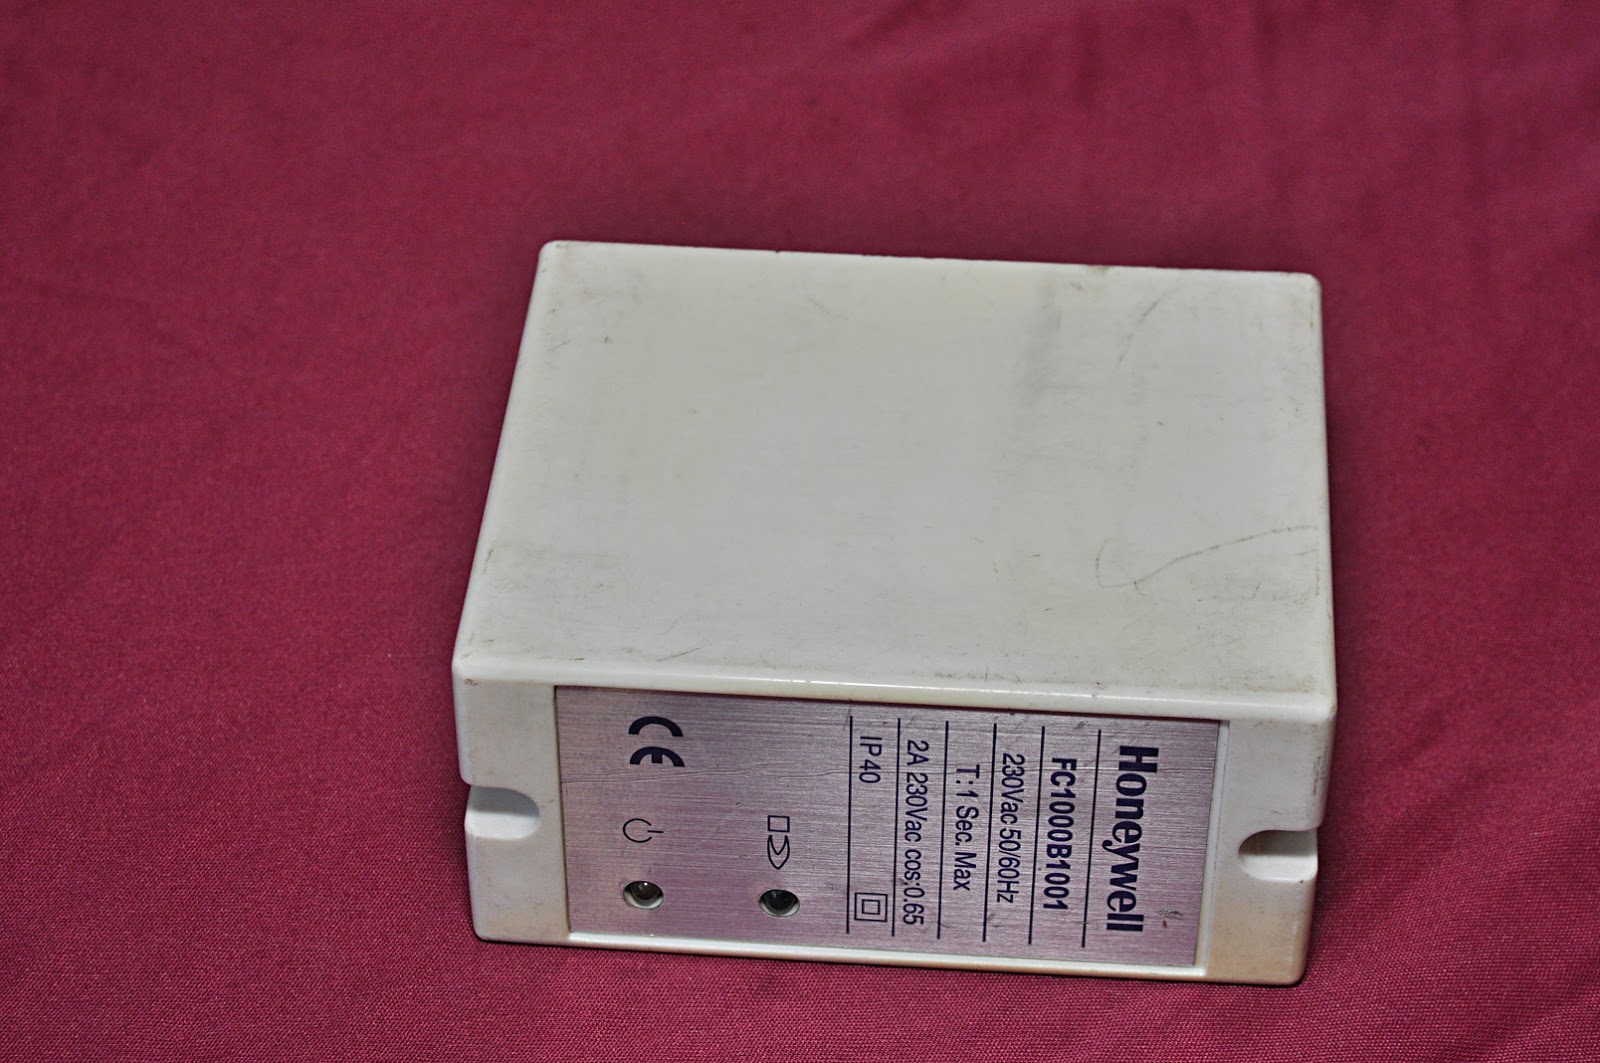 Honeywell
FC1000B1001
230Vac 50/60Hz
T:1 Sec. Max
2A 230Vac cos:0.65
IP40
CE